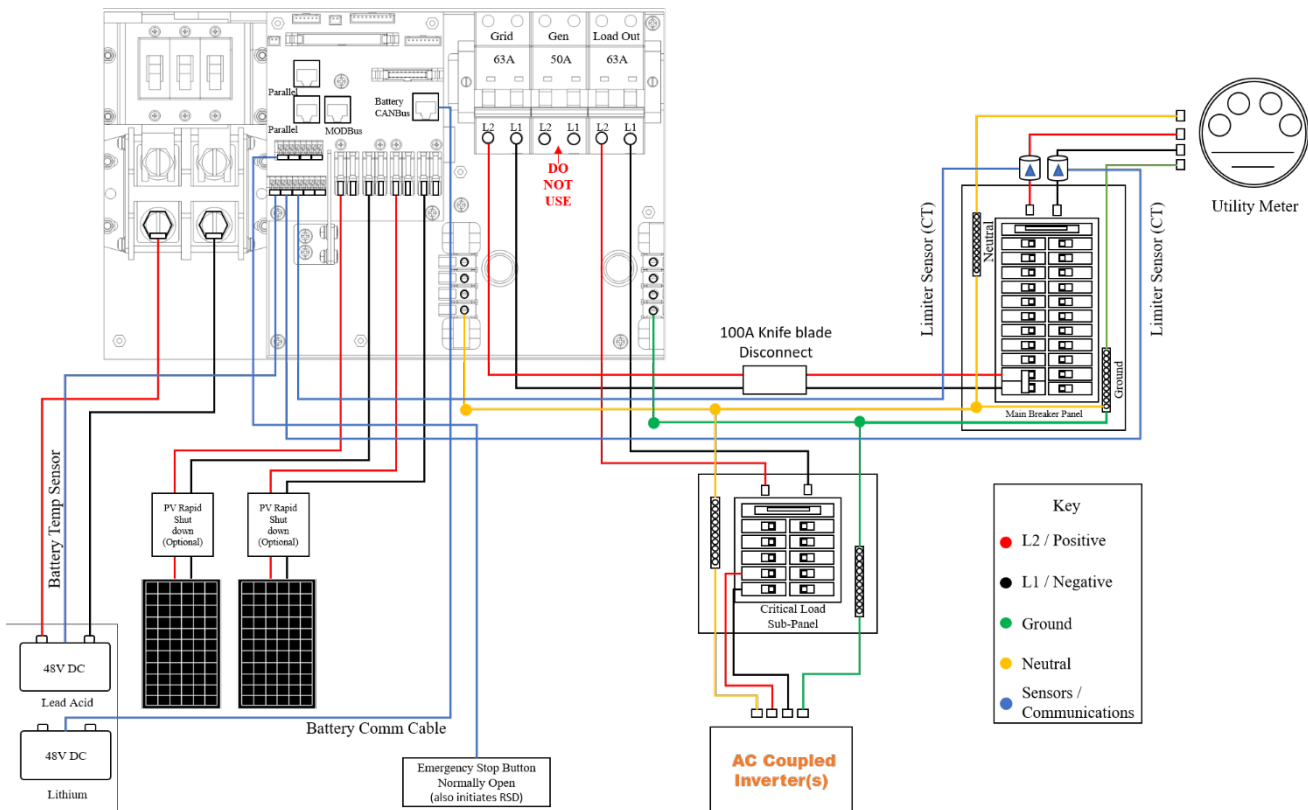 Grid
Gen
Load Out
63A
50A
63A
Parallel
Parallel
MODBus
Battery
CANBus
L2
L1
L2
L1
L2
L1
DO
NOT
USE
Utility Meter
Limiter Sensor (CT)
Neutral
Limiter Sensor (CT)
Ground
Main Breaker Panel
100A Knife blade
Disconnect
Battery Temp Sensor
PV Rapid
Shut
down
(Optional)
PV Rapid
Shut
down
(Optional)
Critical Load
Sub-Panel
Key
L2 / Positive
L1 / Negative
Ground
Neutral
Sensors /
Communications
48V DC
Lead Acid
48V DC
Lithium
Battery Comm Cable
Emergency Stop Button
Normally Open
(also initiates RSD)
AC Coupled
Inverter(s)